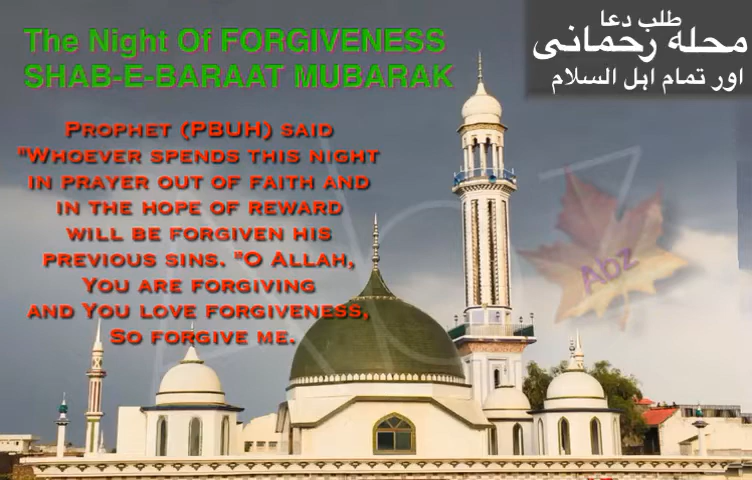 The Night Of FORGIVENESS
SHAB-E-BARAAT MUBARAK
طلب دعا
محله رحمانی
اور تمام اہل السلام
PROPHET (PBUH) SAID
"WHOEVER SPENDS THIS NIGHT
IN PRAYER OUT OF FAITH AND
IN THE HOPE OF REWARD
WILL BE FORGIVEN HIS
PREVIOUS SINS. "O ALLAH,
YOU ARE FORGIVING
AND YOU LOVE FORGIVENESS,
SO FORGIVE ME.
Abz
Abz